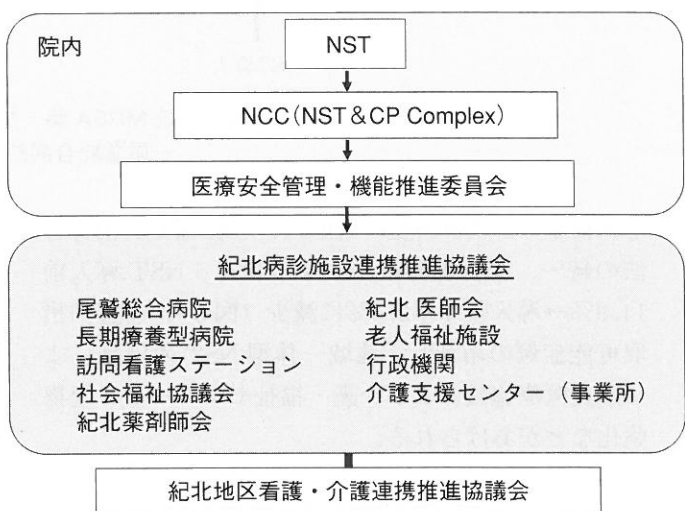 院内
NST
NCC(NST&CP Complex)
医療安全管理・機能推進委員会
紀北病診施設連携推進協議会
尾鷲総合病院
長期療養型病院
訪問看護ステーション
社会福祉協議会
紀北薬剤師会
紀北医師会
老人福祉施設
行政機関
介護支援センター（事業所）
紀北地区看護・介護連携推進協議会